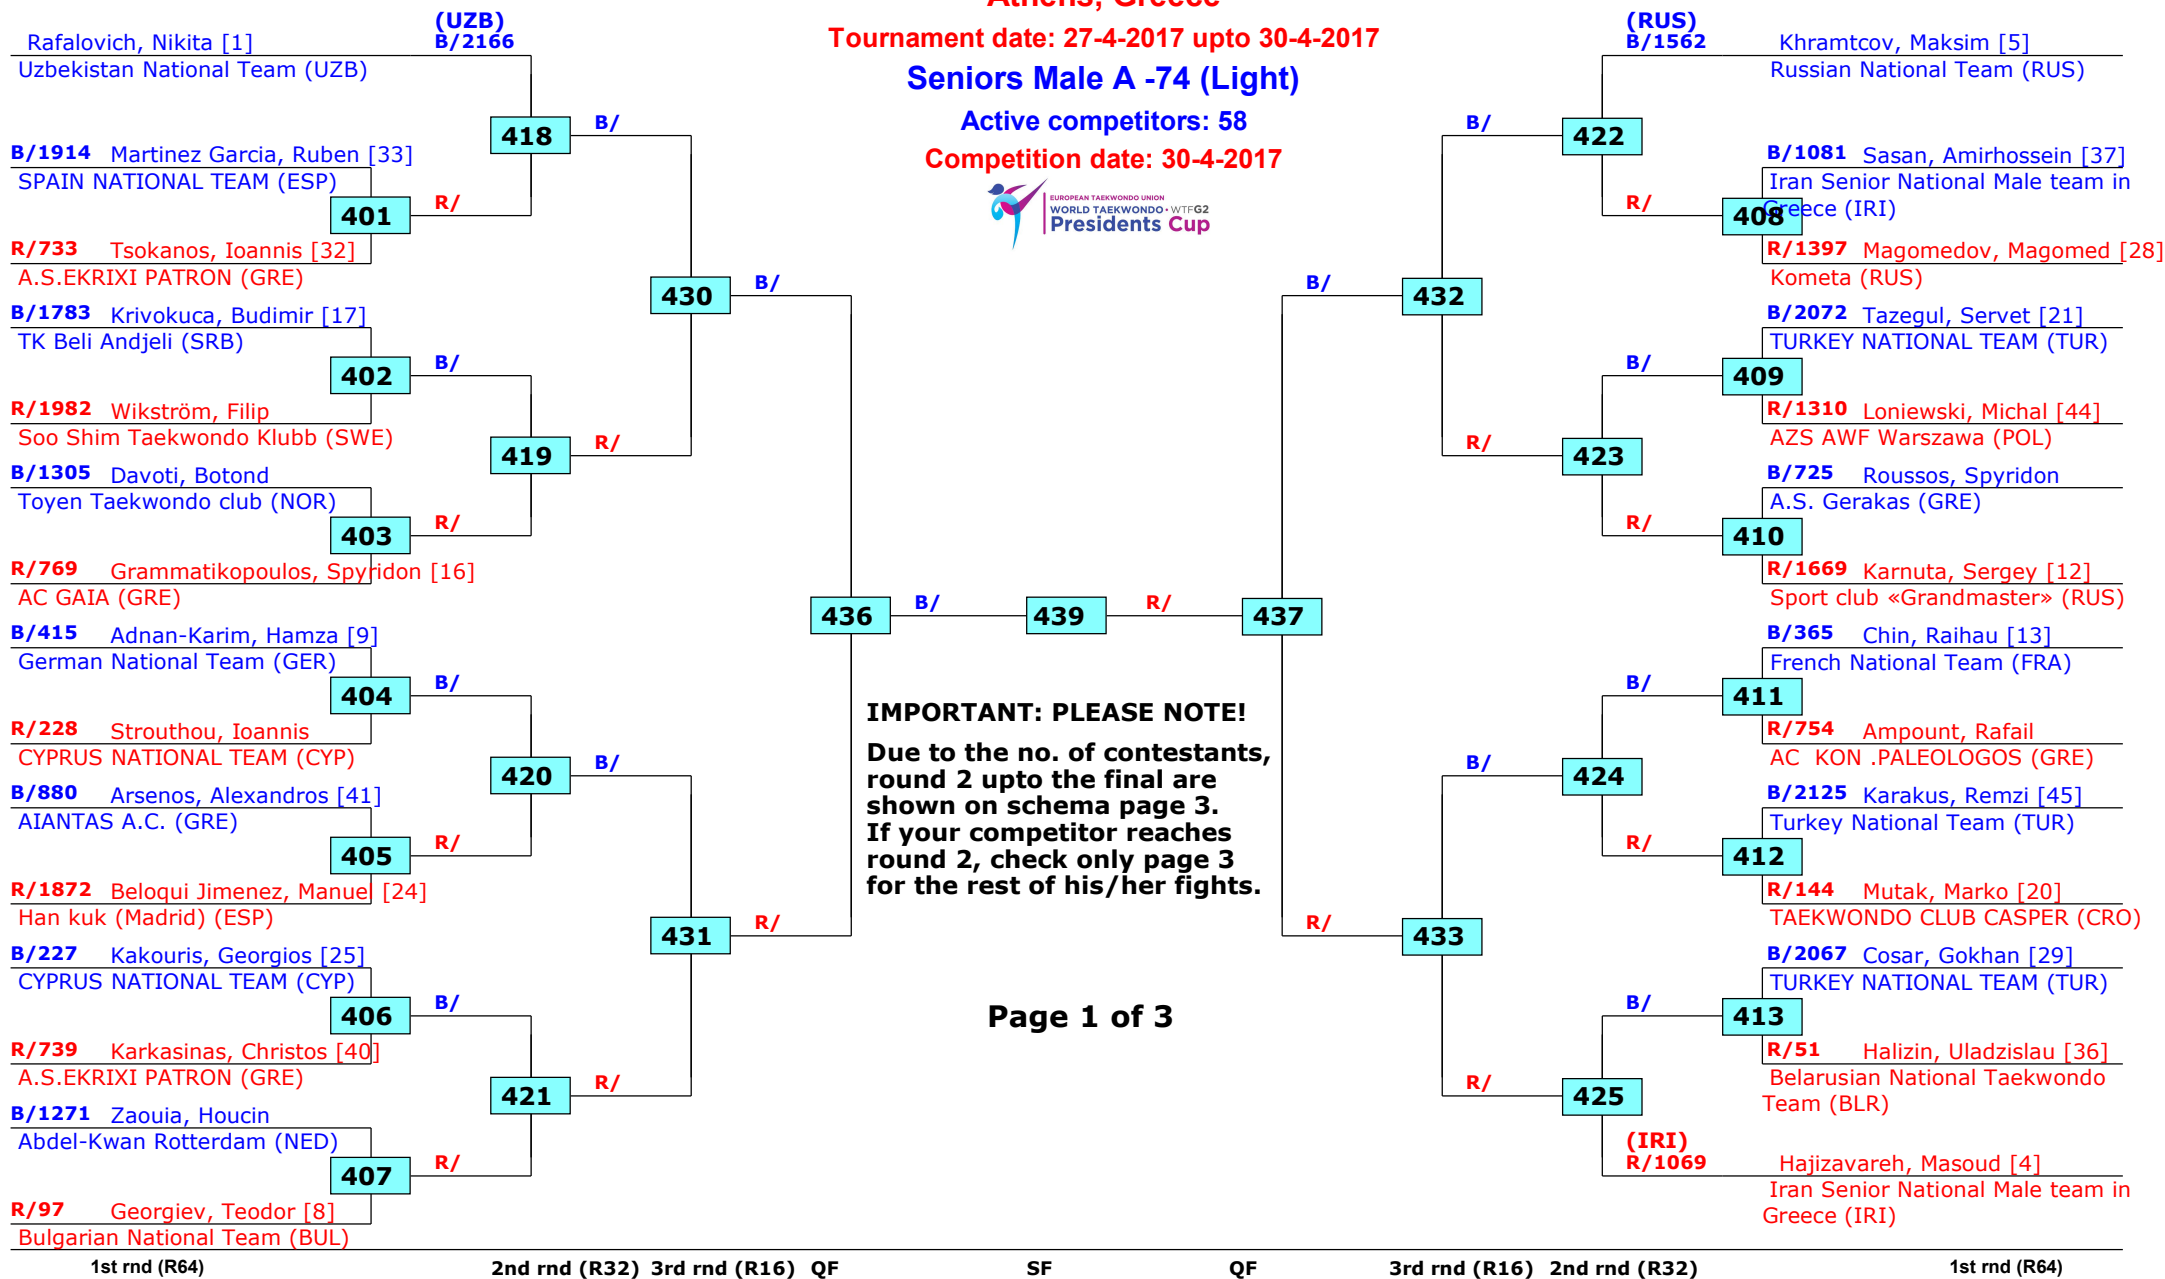 Athens, Greece
Tournament date: 27-4-2017 upto 30-4-2017
Seniors Male A -74 (Light)
Active competitors: 58
Competition date: 30-4-2017
EUROPEAN TAEKWONDO UNION
WORLD TAEKWONDO • WTFG2
Presidents Cup
(UZB)
Rafalovich, Nikita [1] B/2166
Uzbekistan National Team (UZB)
418 B/
B/1914 Martinez Garcia, Ruben [33]
SPAIN NATIONAL TEAM (ESP)
401 R/
R/733 Tsokanos, Ioannis [32]
A.S.EKRIXI PATRON (GRE)
430 B/
B/1783 Krivokuca, Budimir [17]
TK Beli Andjeli (SRB)
402 B/
R/1982 Wikström, Filip
Soo Shim Taekwondo Klubb (SWE)
419 R/
B/1305 Davoti, Botond
Toyen Taekwondo club (NOR)
403 R/
R/769 Grammatikopoulos, Spyridon [16]
AC GAIA (GRE)
436 B/ 439 R/ 437
B/415 Adnan-Karim, Hamza [9]
German National Team (GER)
404 B/
R/228 Strouthou, Ioannis
CYPRUS NATIONAL TEAM (CYP)
420 B/
B/880 Arsenos, Alexandros [41]
AIANTAS A.C. (GRE)
405 R/
R/1872 Beloqui Jimenez, Manuel [24]
Han kuk (Madrid) (ESP)
431 R/
B/227 Kakouris, Georgios [25]
CYPRUS NATIONAL TEAM (CYP)
406 B/
R/739 Karkasinas, Christos [40]
A.S.EKRIXI PATRON (GRE)
421 R/
B/1271 Zaouia, Houcin
Abdel-Kwan Rotterdam (NED)
407 R/
R/97 Georgiev, Teodor [8]
Bulgarian National Team (BUL)
IMPORTANT: PLEASE NOTE!
Due to the no. of contestants,
round 2 upto the final are
shown on schema page 3.
If your competitor reaches
round 2, check only page 3
for the rest of his/her fights.
Page 1 of 3
(RUS)
B/1562 Khramtcov, Maksim [5]
Russian National Team (RUS)
B/ 422
B/1081 Sasan, Amirhossein [37]
Iran Senior National Male team in
Greece (IRI)
R/ 408
R/1397 Magomedov, Magomed [28]
Kometa (RUS)
B/ 432
B/2072 Tazegul, Servet [21]
TURKEY NATIONAL TEAM (TUR)
B/ 409
R/1310 Loniewski, Michal [44]
AZS AWF Warszawa (POL)
R/ 423
B/725 Roussos, Spyridon
A.S. Gerakas (GRE)
R/ 410
R/1669 Karnuta, Sergey [12]
Sport club «Grandmaster» (RUS)
B/365 Chin, Raihau [13]
French National Team (FRA)
B/ 411
R/754 Ampount, Rafail
AC KON .PALEOLOGOS (GRE)
B/ 424
B/2125 Karakus, Remzi [45]
Turkey National Team (TUR)
R/ 412
R/144 Mutak, Marko [20]
TAEKWONDO CLUB CASPER (CRO)
R/ 433
B/2067 Cosar, Gokhan [29]
TURKEY NATIONAL TEAM (TUR)
B/ 413
R/51 Halizin, Uladzislau [36]
Belarusian National Taekwondo
Team (BLR)
R/ 425
(IRI)
R/1069 Hajizavareh, Masoud [4]
Iran Senior National Male team in
Greece (IRI)
1st rnd (R64) 2nd rnd (R32) 3rd rnd (R16) QF SF QF 3rd rnd (R16) 2nd rnd (R32) 1st rnd (R64)